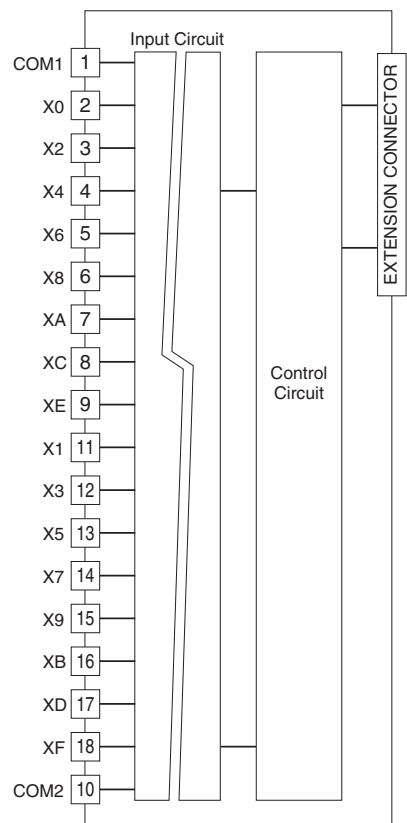 Input Circuit
COM1 1
X0 2
X2 3
X4 4
X6 5
X8 6
XA 7
XC 8
XE 9
X1 11
X3 12
X5 13
X7 14
X9 15
XB 16
XD 17
XF 18
COM2 10
Control
Circuit
EXTENSION CONNECTOR